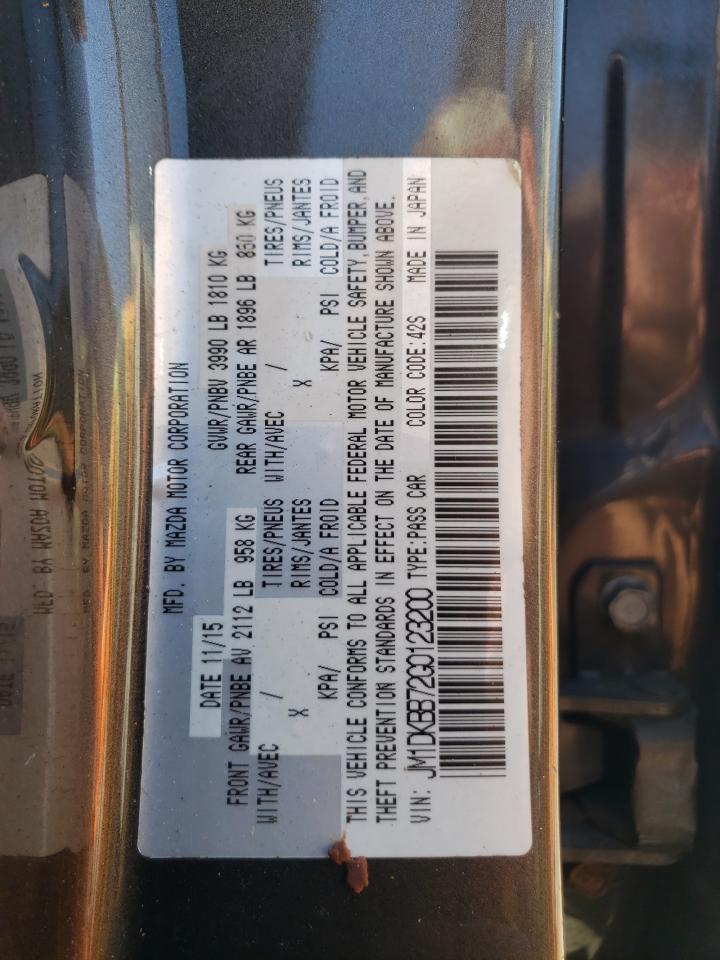 MFD. BY MAZDA MOTOR CORPORATION
DATE 11/15 GVWR/PNBV 3990 LB 1810 KG
FRONT GAWR/PNBE AV 2112 LB 958 KG REAR GAWR/PNBE AR 1896 LB 860 KG
WITH/AVEC / TIRES/PNEUS WITH/AVEC / TIRES/PNEUS
X RIMS/JANTES X RIMS/JANTES
KPA/ PSI COLD/A FROID KPA/ PSI COLD/A FROID
THIS VEHICLE CONFORMS TO ALL APPLICABLE FEDERAL MOTOR VEHICLE SAFETY, BUMPER, AND
THEFT PREVENTION STANDARDS IN EFFECT ON THE DATE OF MANUFACTURE SHOWN ABOVE.
VIN: JM1DKBB72G0123200 TYPE:PASS CAR COLOR CODE:42S MADE IN JAPAN